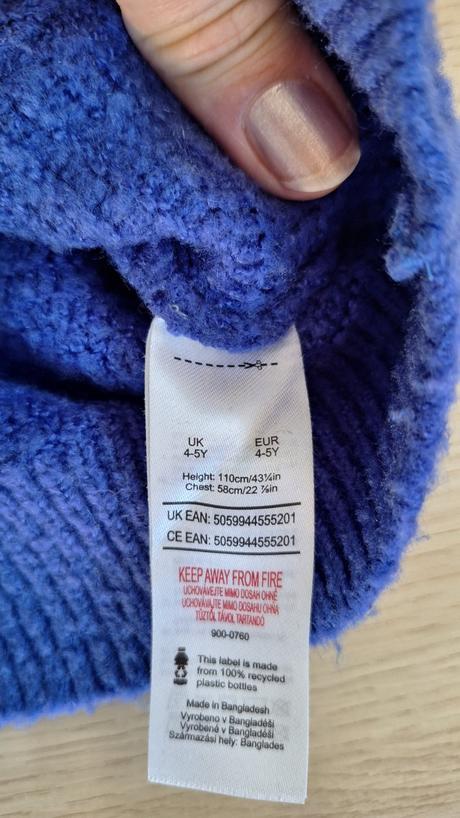 UK EUR
4-5Y 4-5Y
Height: 110cm/43¼in
Chest: 58cm/22 ⅞in
UK EAN: 5059944555201
CE EAN: 5059944555201
KEEP AWAY FROM FIRE
UCHOVÁVEJTE MIMO DOSAH OHNĚ
UCHOVÁVAJTE MIMO DOSAHU OHŇA
TŰZTŐL TÁVOL TARTANDÓ
900-0760
This label is made
from 100% recycled
plastic bottles
Made in Bangladesh
Vyrobeno v Bangladéši
Vyrobené v Bangladéši
Származási hely: Banglades